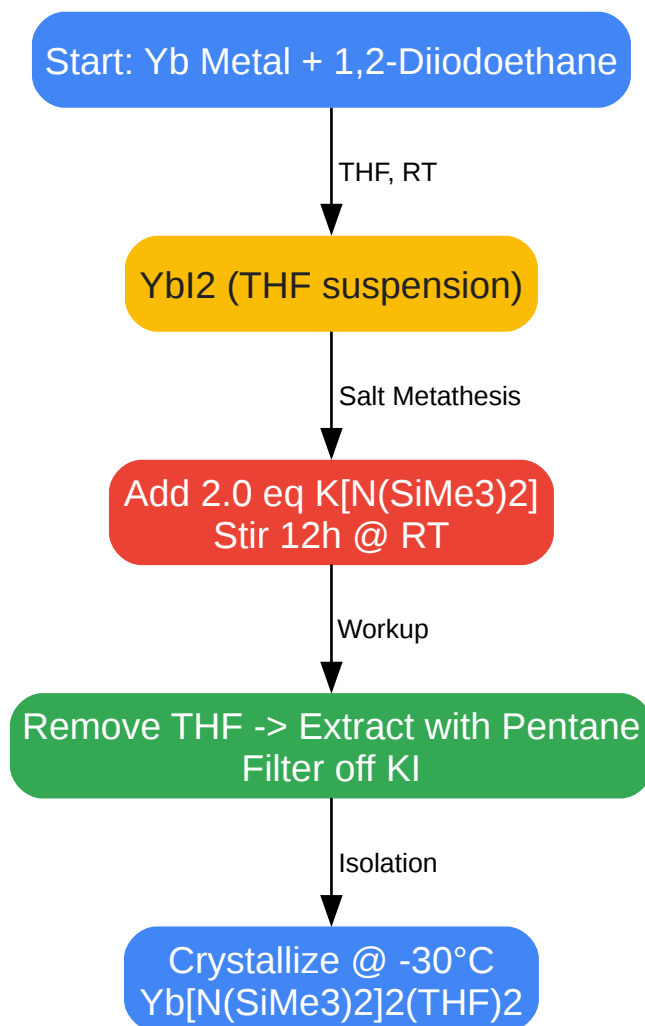 Start: Yb Metal + 1,2-Diiodoethane
THF, RT
YbI2 (THF suspension)
Salt Metathesis
Add 2.0 eq K[N(SiMe3)2]
Stir 12h @ RT
Workup
Remove THF -> Extract with Pentane
Filter off KI
Isolation
Crystallize @ -30°C
Yb[N(SiMe3)2]2(THF)2